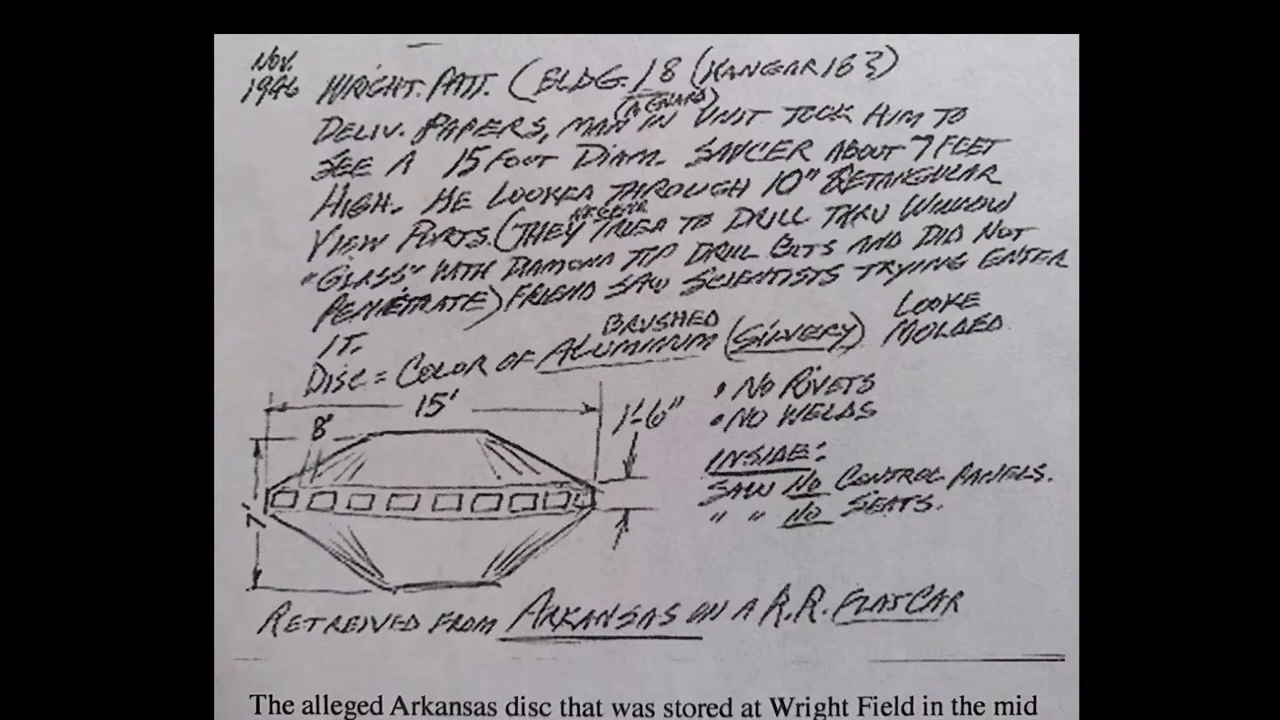 Nov.
1946 WRIGHT. PATT. (BLDG. 18 (HANGAR 16?)
(A GUARD)
DELIV. PAPERS, MAN IN UNIT TOOK HIM TO
SEE A 15 FOOT DIAM. SAUCER ABOUT 7 FEET
HIGH. HE LOOKED THROUGH 10" RETANGULAR
VIEW PORTS. (THEY TRIED TO DRILL THRU WINDOW
"GLASS" WITH DIAMOND TIP DRILL BITS AND DID NOT
PENETRATE) FRIEND SAW SCIENTISTS TRYING ENTER
IT.
DISC = COLOR OF BRUSHED ALUMINUM (SILVERY) LOOKE MOLDED
15'
8"
1'-6"
7'
• NO RIVETS
• NO WELDS
INSIDE:
SAW NO CONTROL PANELS.
" " NO SEATS.
RETREIVED FROM ARKANSAS ON A R.R. FLATCAR
The alleged Arkansas disc that was stored at Wright Field in the mid